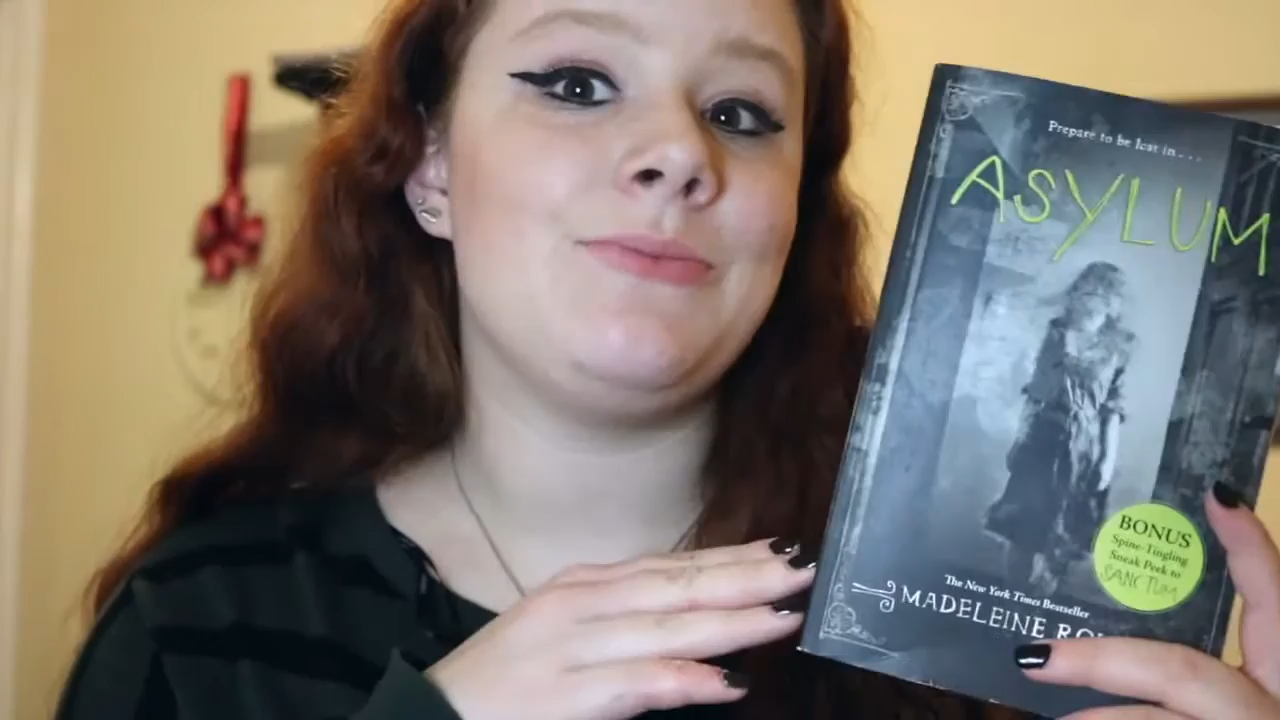 Prepare to be lost in...
ASYLUM
BONUS
Spine-Tingling
Sneak Peek to
SANCTUM
The New York Times Bestseller
MADELEINE